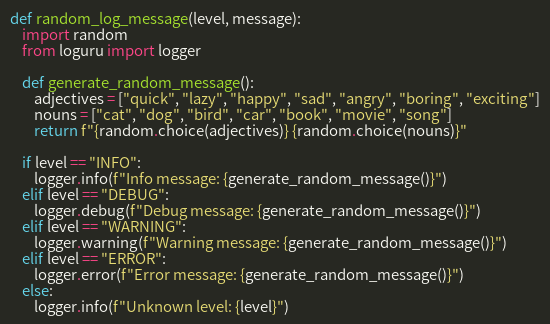 def random_log_message(level, message):
    import random
    from loguru import logger

    def generate_random_message():
        adjectives = ["quick", "lazy", "happy", "sad", "angry", "boring", "exciting"]
        nouns = ["cat", "dog", "bird", "car", "book", "movie", "song"]
        return f"{random.choice(adjectives)} {random.choice(nouns)}"

    if level == "INFO":
        logger.info(f"Info message: {generate_random_message()}")
    elif level == "DEBUG":
        logger.debug(f"Debug message: {generate_random_message()}")
    elif level == "WARNING":
        logger.warning(f"Warning message: {generate_random_message()}")
    elif level == "ERROR":
        logger.error(f"Error message: {generate_random_message()}")
    else:
        logger.info(f"Unknown level: {level}")